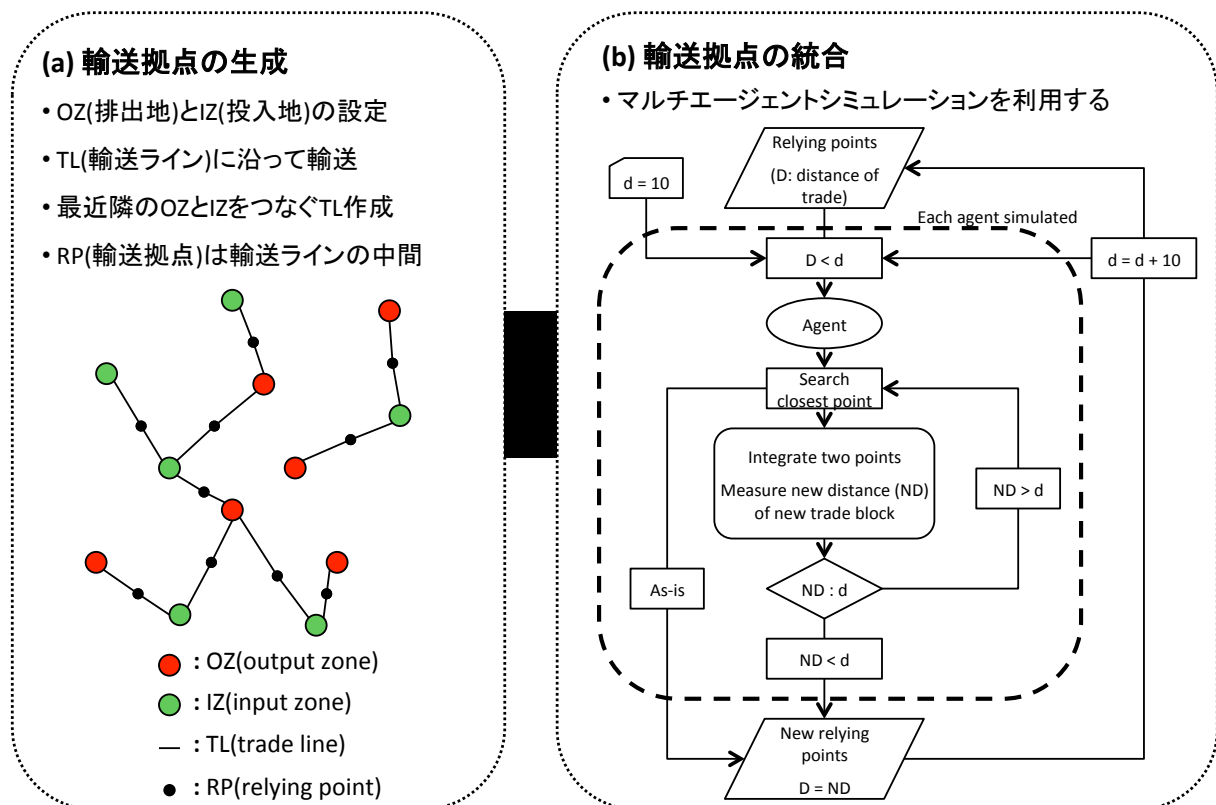 (a) 輸送拠点の生成
• OZ(排出地)とIZ(投入地)の設定
• TL(輸送ライン)に沿って輸送
• 最近隣のOZとIZをつなぐTL作成
• RP(輸送拠点)は輸送ラインの中間
: OZ(output zone)
: IZ(input zone)
: TL(trade line)
: RP(relying point)
(b) 輸送拠点の統合
• マルチエージェントシミュレーションを利用する
Relying points
(D: distance of
trade)
d = 10
Each agent simulated
D < d
d = d + 10
Agent
Search
closest point
Integrate two points
Measure new distance (ND)
of new trade block
ND > d
As-is
ND : d
ND < d
New relying
points
D = ND